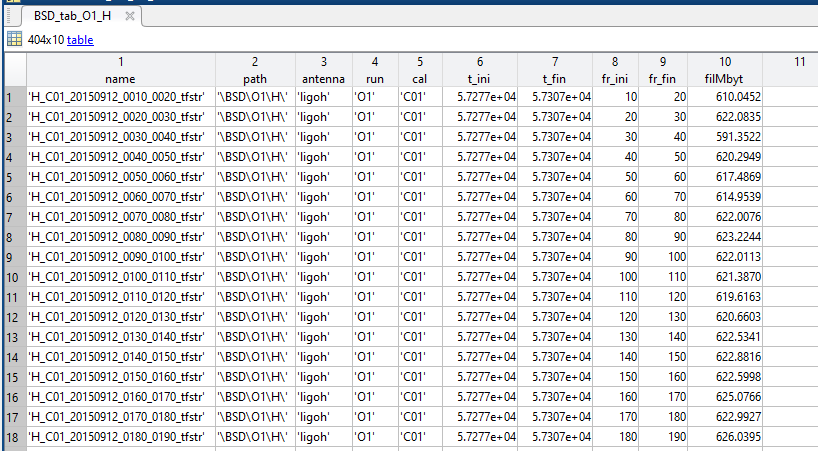 BSD_tab_O1_H
404x10 table
1 2 3 4 5 6 7 8 9 10 11
name path antenna run cal t_ini t_fin fr_ini fr_fin filMbyt
1 'H_C01_20150912_0010_0020_tfstr' '\BSD\O1\H\' 'ligoh' 'O1' 'C01' 5.7277e+04 5.7307e+04 10 20 610.0452
2 'H_C01_20150912_0020_0030_tfstr' '\BSD\O1\H\' 'ligoh' 'O1' 'C01' 5.7277e+04 5.7307e+04 20 30 622.0835
3 'H_C01_20150912_0030_0040_tfstr' '\BSD\O1\H\' 'ligoh' 'O1' 'C01' 5.7277e+04 5.7307e+04 30 40 591.3522
4 'H_C01_20150912_0040_0050_tfstr' '\BSD\O1\H\' 'ligoh' 'O1' 'C01' 5.7277e+04 5.7307e+04 40 50 620.2949
5 'H_C01_20150912_0050_0060_tfstr' '\BSD\O1\H\' 'ligoh' 'O1' 'C01' 5.7277e+04 5.7307e+04 50 60 617.4869
6 'H_C01_20150912_0060_0070_tfstr' '\BSD\O1\H\' 'ligoh' 'O1' 'C01' 5.7277e+04 5.7307e+04 60 70 614.9539
7 'H_C01_20150912_0070_0080_tfstr' '\BSD\O1\H\' 'ligoh' 'O1' 'C01' 5.7277e+04 5.7307e+04 70 80 622.0076
8 'H_C01_20150912_0080_0090_tfstr' '\BSD\O1\H\' 'ligoh' 'O1' 'C01' 5.7277e+04 5.7307e+04 80 90 623.2244
9 'H_C01_20150912_0090_0100_tfstr' '\BSD\O1\H\' 'ligoh' 'O1' 'C01' 5.7277e+04 5.7307e+04 90 100 622.0113
10 'H_C01_20150912_0100_0110_tfstr' '\BSD\O1\H\' 'ligoh' 'O1' 'C01' 5.7277e+04 5.7307e+04 100 110 621.3870
11 'H_C01_20150912_0110_0120_tfstr' '\BSD\O1\H\' 'ligoh' 'O1' 'C01' 5.7277e+04 5.7307e+04 110 120 619.6163
12 'H_C01_20150912_0120_0130_tfstr' '\BSD\O1\H\' 'ligoh' 'O1' 'C01' 5.7277e+04 5.7307e+04 120 130 620.6603
13 'H_C01_20150912_0130_0140_tfstr' '\BSD\O1\H\' 'ligoh' 'O1' 'C01' 5.7277e+04 5.7307e+04 130 140 622.5341
14 'H_C01_20150912_0140_0150_tfstr' '\BSD\O1\H\' 'ligoh' 'O1' 'C01' 5.7277e+04 5.7307e+04 140 150 622.8816
15 'H_C01_20150912_0150_0160_tfstr' '\BSD\O1\H\' 'ligoh' 'O1' 'C01' 5.7277e+04 5.7307e+04 150 160 622.5998
16 'H_C01_20150912_0160_0170_tfstr' '\BSD\O1\H\' 'ligoh' 'O1' 'C01' 5.7277e+04 5.7307e+04 160 170 625.0766
17 'H_C01_20150912_0170_0180_tfstr' '\BSD\O1\H\' 'ligoh' 'O1' 'C01' 5.7277e+04 5.7307e+04 170 180 622.9927
18 'H_C01_20150912_0180_0190_tfstr' '\BSD\O1\H\' 'ligoh' 'O1' 'C01' 5.7277e+04 5.7307e+04 180 190 626.0395